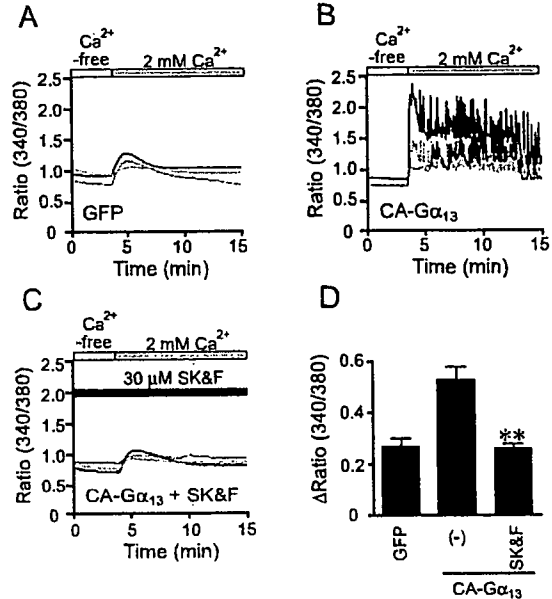 A
Ca²⁺
-free
2 mM Ca²⁺
Ratio (340/380)
2.5
2.0
1.5
1.0
0.5
0
GFP
0
5
10
15
Time (min)
B
Ca²⁺
-free
2 mM Ca²⁺
Ratio (340/380)
2.5
2.0
1.5
1.0
0.5
0
CA-Gα₁₃
0
5
10
15
Time (min)
C
Ca²⁺
-free
2 mM Ca²⁺
30 μM SK&F
Ratio (340/380)
2.5
2.0
1.5
1.0
0.5
0
CA-Gα₁₃ + SK&F
0
5
10
15
Time (min)
D
ΔRatio (340/380)
0.6
0.4
0.2
0
**
GFP
(-)
SK&F
CA-Gα₁₃